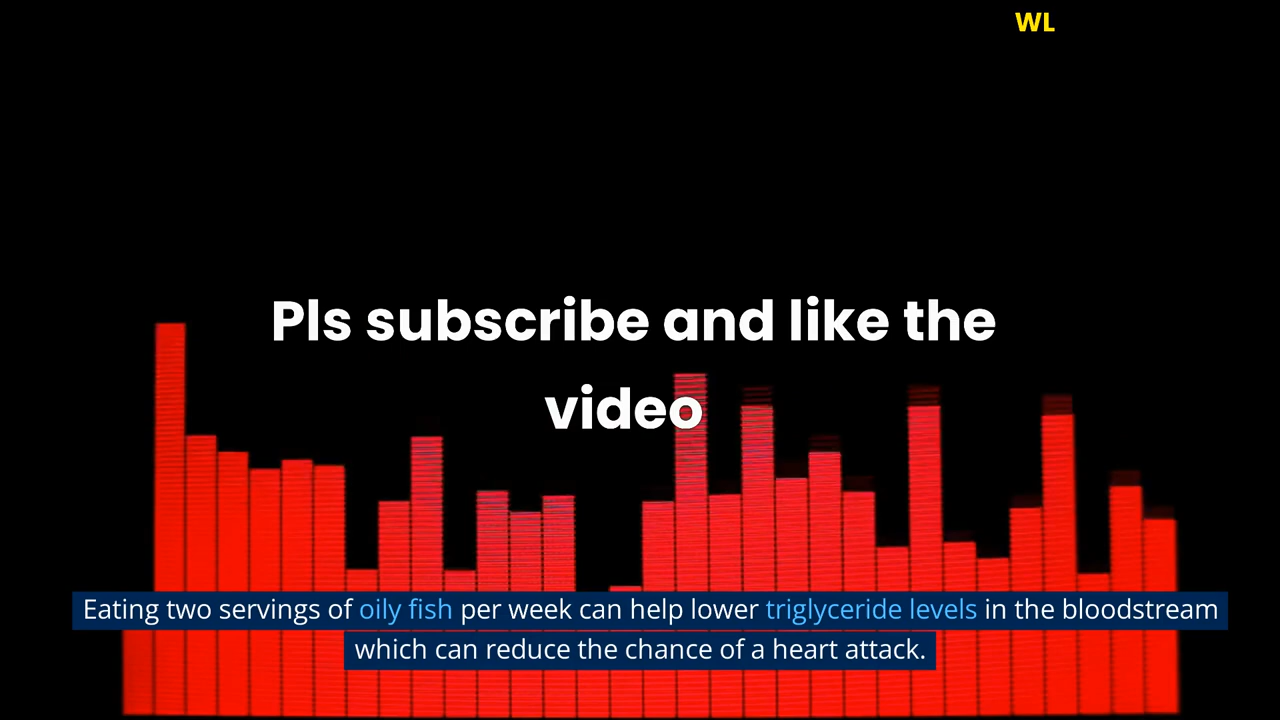 WL
Pls subscribe and like the
video
Eating two servings of oily fish per week can help lower triglyceride levels in the bloodstream
which can reduce the chance of a heart attack.